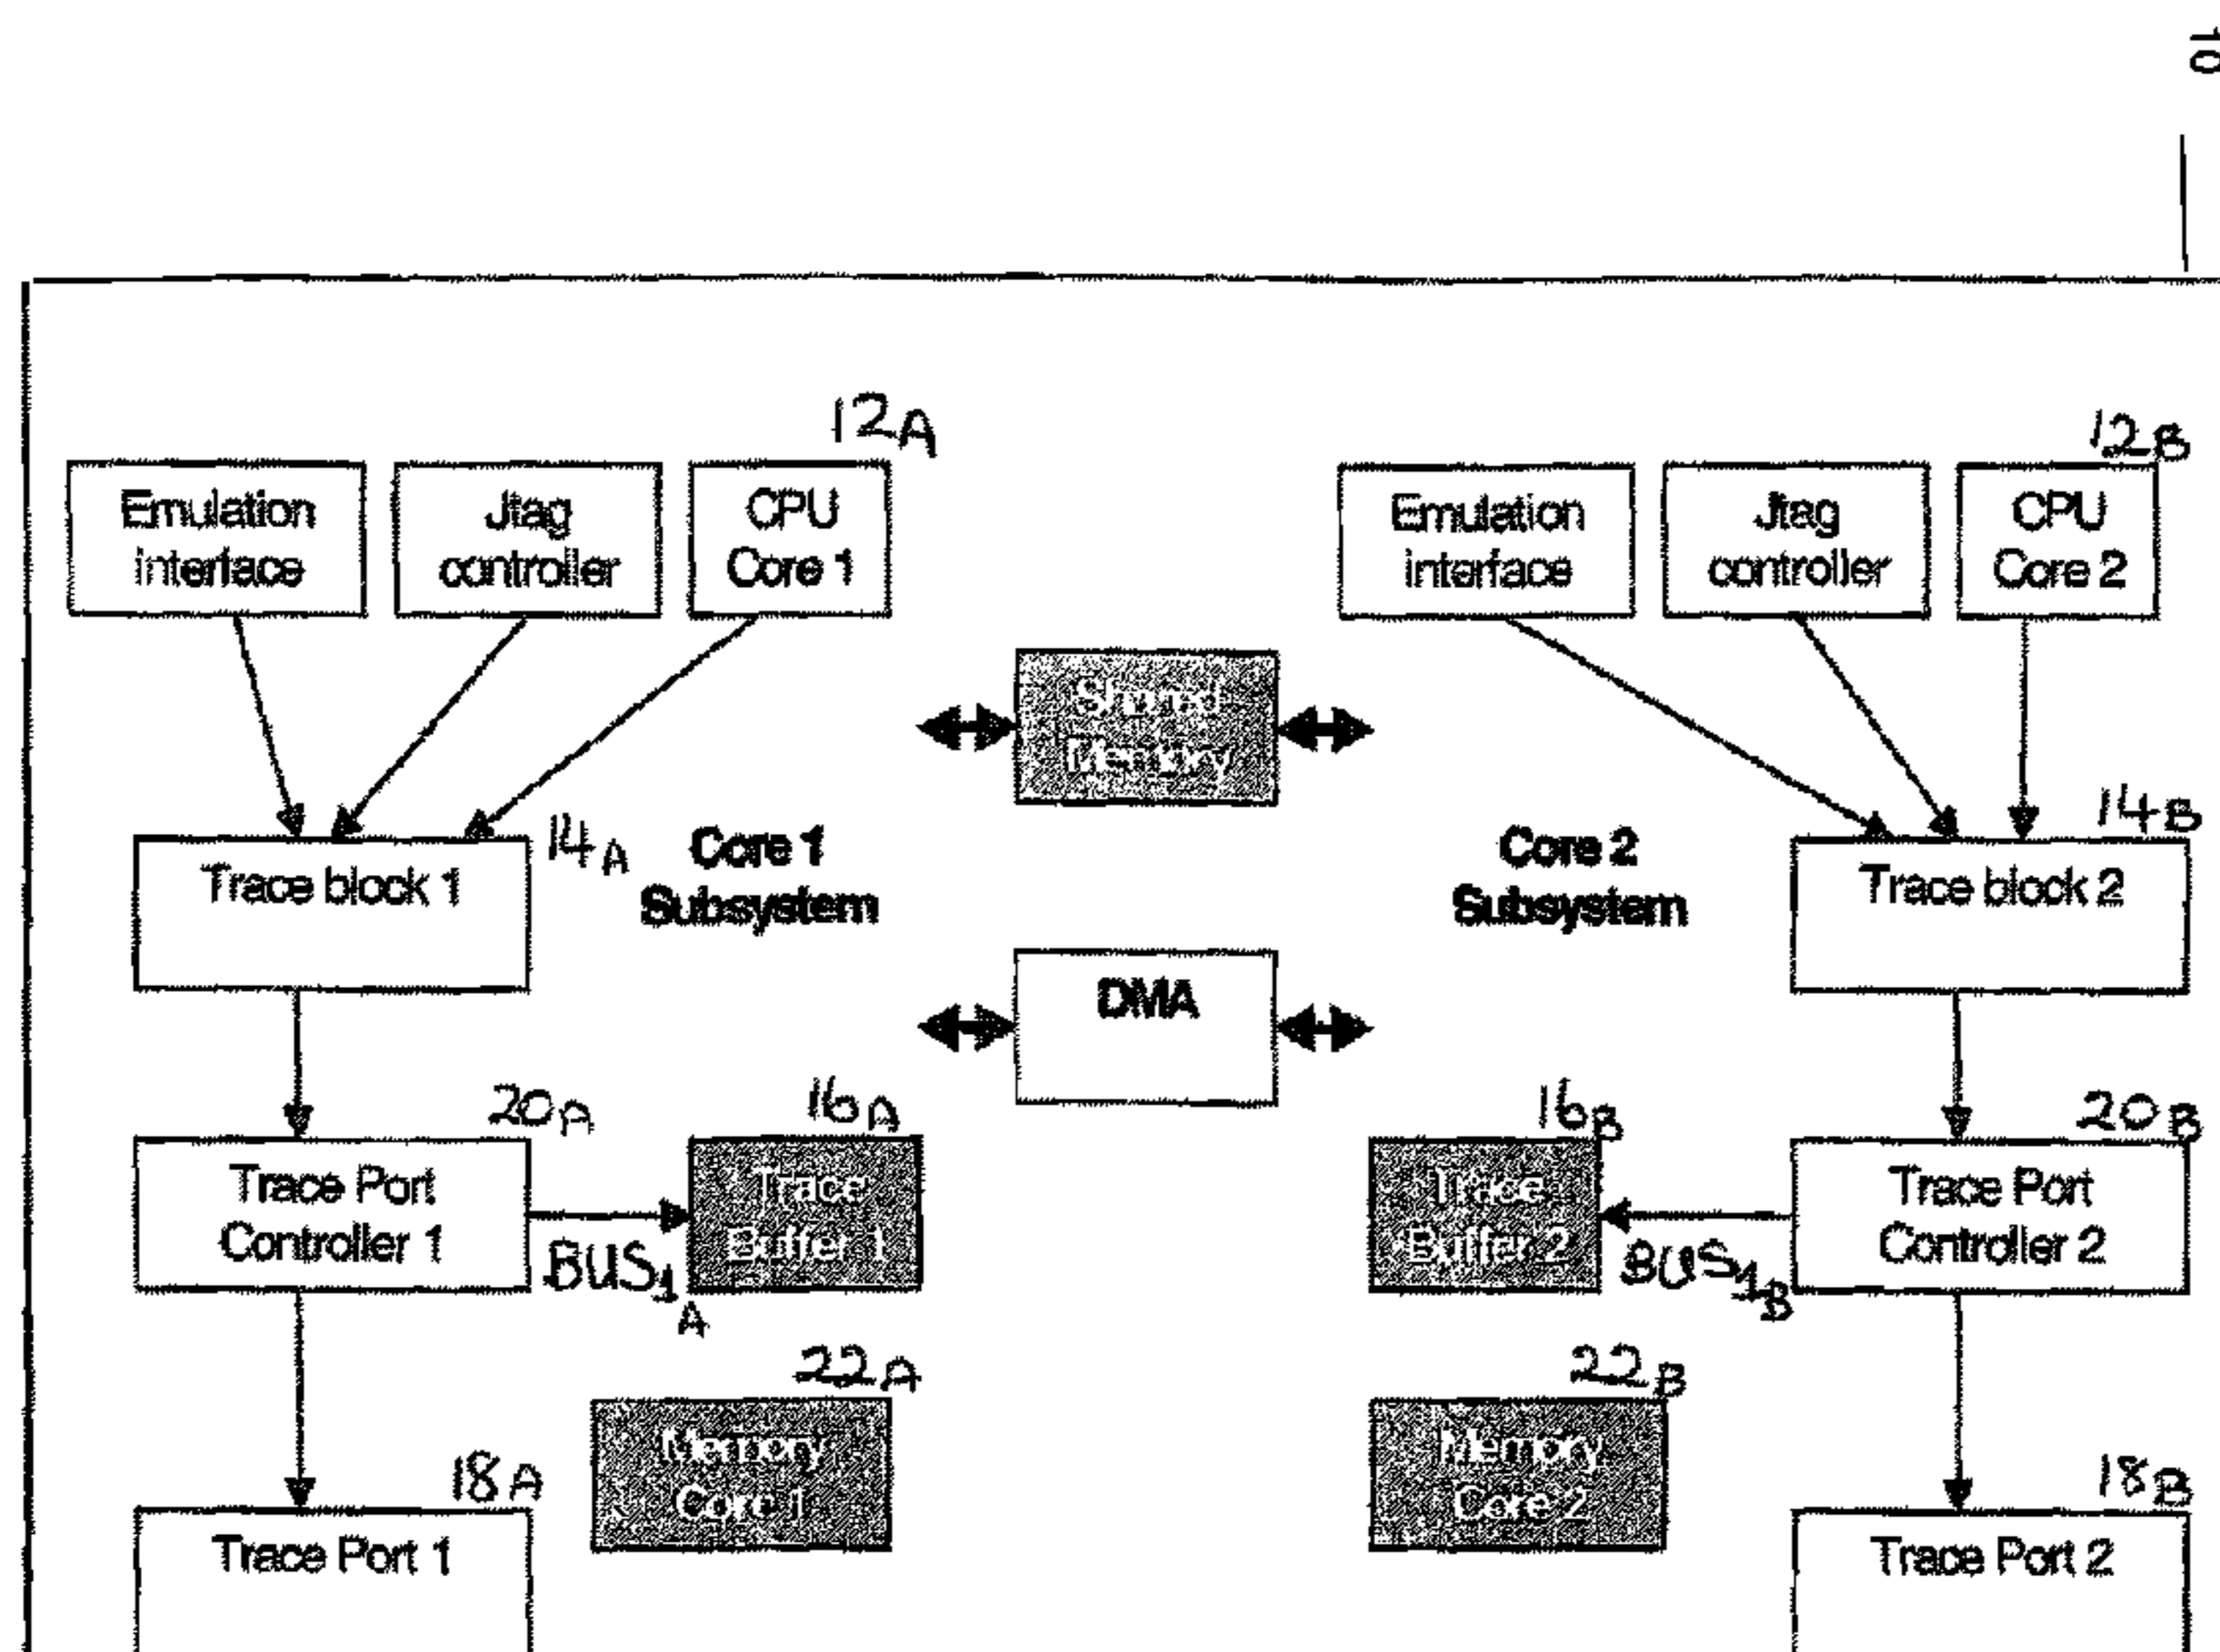 10
12A
12B
Emulation
interface
Jtag
controller
CPU
Core 1
Emulation
interface
Jtag
controller
CPU
Core 2
Shared
Memory
14A
14B
Trace block 1
Core 1
Subsystem
Core 2
Subsystem
Trace block 2
DMA
20A
16A
16B
20B
Trace Port
Controller 1
BUS1A
Trace
Buffer 1
Trace
Buffer 2
BUS1B
Trace Port
Controller 2
22A
22B
Memory
Core 1
Memory
Core 2
18A
18B
Trace Port 1
Trace Port 2